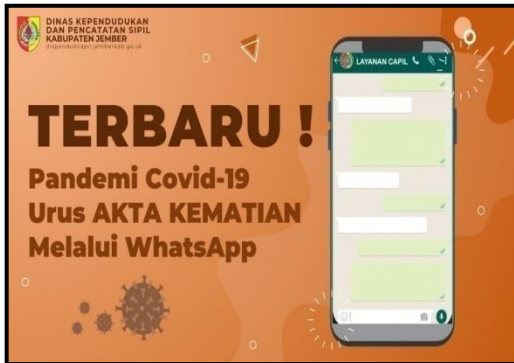 DINAS KEPENDUDUKAN
DAN PENCATATAN SIPIL
KABUPATEN JEMBER
dispendukcapil.jemberkab.go.id
LAYANAN CAPIL
TERBARU !
Pandemi Covid-19
Urus AKTA KEMATIAN
Melalui WhatsApp